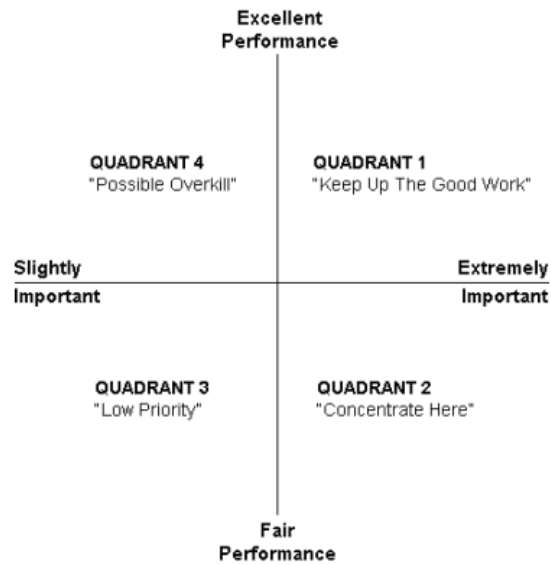 Excellent
Performance
QUADRANT 4
"Possible Overkill"
QUADRANT 1
"Keep Up The Good Work"
Slightly
Important
Extremely
Important
QUADRANT 3
"Low Priority"
QUADRANT 2
"Concentrate Here"
Fair
Performance